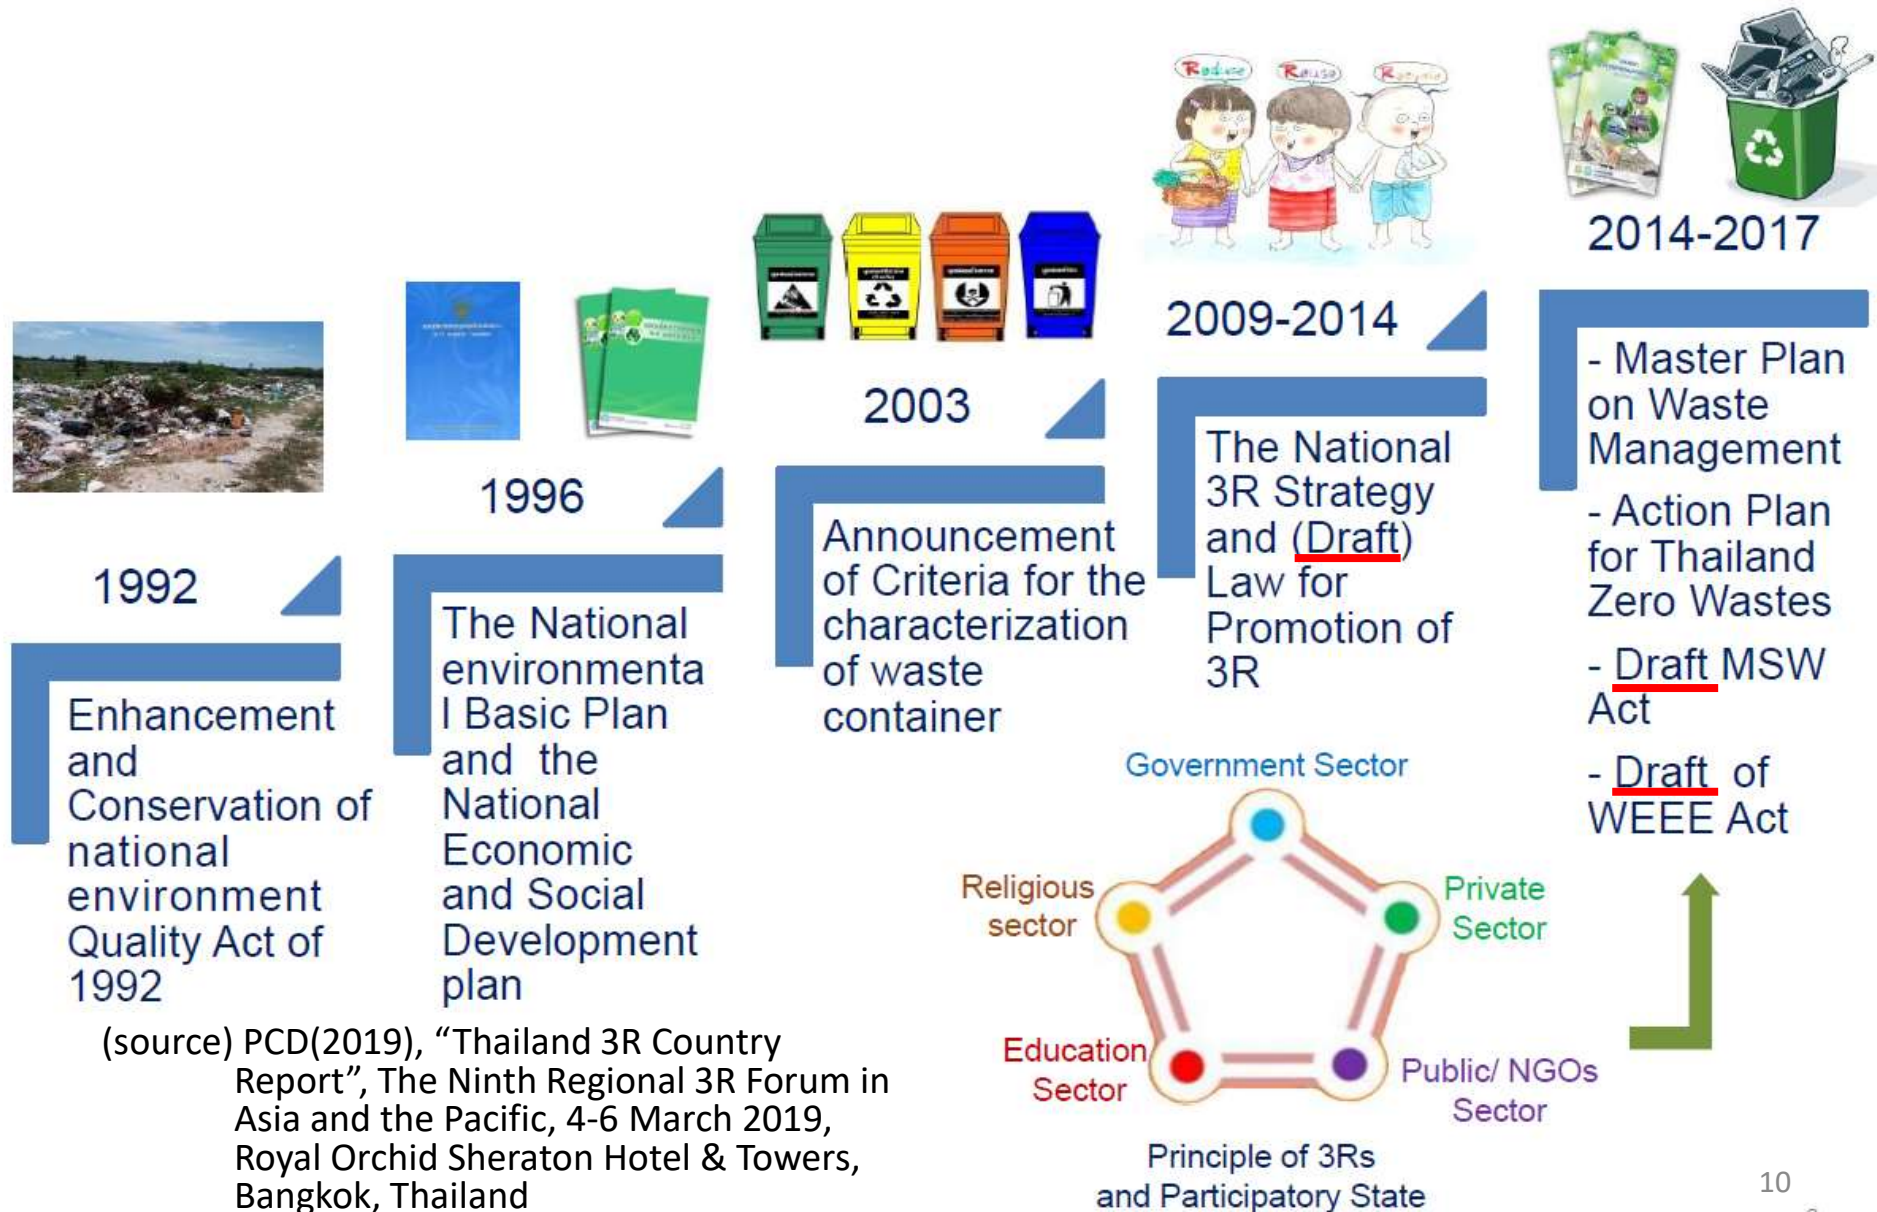 1992
Enhancement
and
Conservation of
national
environment
Quality Act of
1992
1996
The National
environmenta
l Basic Plan
and the
National
Economic
and Social
Development
plan
2003
Announcement
of Criteria for the
characterization
of waste
container
Reduce
Reuse
Recycle
2009-2014
The National
3R Strategy
and (Draft)
Law for
Promotion of
3R
2014-2017
- Master Plan
on Waste
Management
- Action Plan
for Thailand
Zero Wastes
- Draft MSW
Act
- Draft of
WEEE Act
Government Sector
Religious
sector
Private
Sector
Education
Sector
Public/ NGOs
Sector
Principle of 3Rs
and Participatory State
(source) PCD(2019), “Thailand 3R Country
Report”, The Ninth Regional 3R Forum in
Asia and the Pacific, 4-6 March 2019,
Royal Orchid Sheraton Hotel & Towers,
Bangkok, Thailand
10